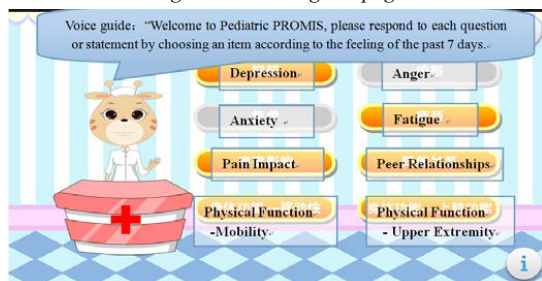 Voice guide: "Welcome to Pediatric PROMIS, please respond to each question
or statement by choosing an item according to the feeling of the past 7 days.
Depression
Anger
Anxiety
Fatigue
Pain Impact
Peer Relationships
Physical Function
-Mobility
Physical Function
- Upper Extremity
i